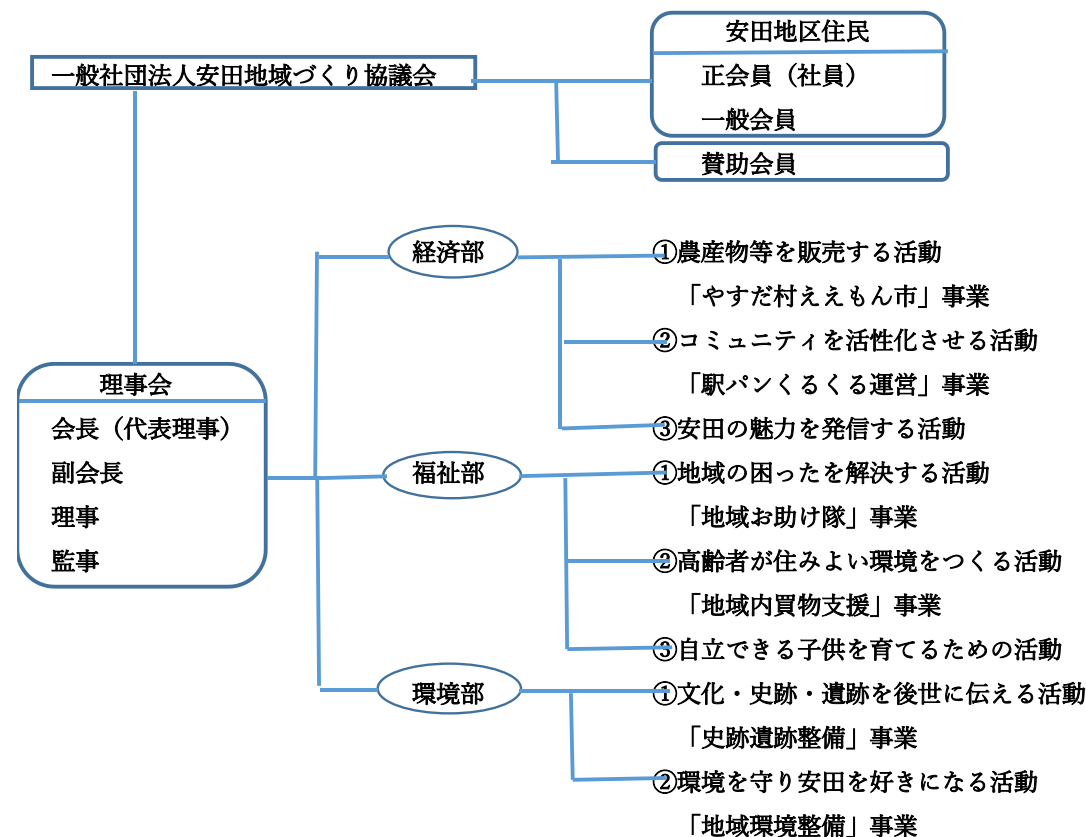 一般社団法人安田地域づくり協議会
安田地区住民
正会員（社員）
一般会員
賛助会員
理事会
会長（代表理事）
副会長
理事
監事
経済部
①農産物等を販売する活動
「やすだ村ええもん市」事業
②コミュニティを活性化させる活動
「駅パンくるくる運営」事業
③安田の魅力を発信する活動
福祉部
①地域の困ったを解決する活動
「地域お助け隊」事業
②高齢者が住みよい環境をつくる活動
「地域内買物支援」事業
③自立できる子供を育てるための活動
環境部
①文化・史跡・遺跡を後世に伝える活動
「史跡遺跡整備」事業
②環境を守り安田を好きになる活動
「地域環境整備」事業